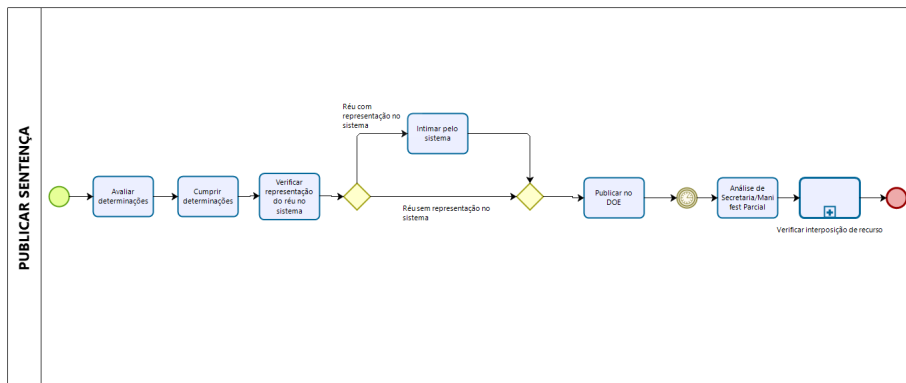 PUBLICAR SENTENÇA
Avaliar
determinações
Cumprir
determinações
Verificar
representação
do réu no
sistema
Réu com
representação no
sistema
Intimar pelo
sistema
Réu sem representação no
sistema
Publicar no
DOE
Análise de
Secretaria/Mani
fest Parcial
Verificar interposição de recurso